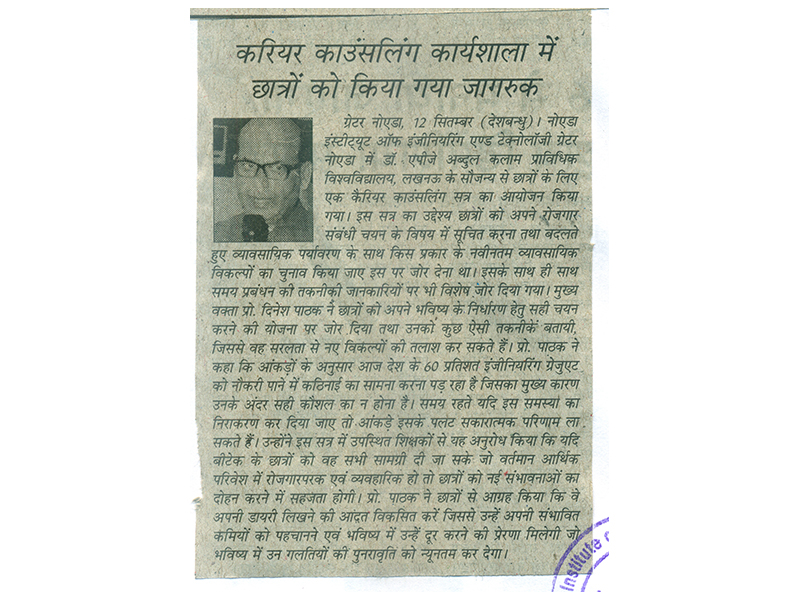 करियर काउंसलिंग कार्यशाला में
छात्रों को किया गया जागरुक
ग्रेटर नोएडा, 12 सितम्बर (देशबन्धु)। नोएडा
इंस्टीट्यूट ऑफ इंजीनियरिंग एण्ड टेक्नोलॉजी ग्रेटर
नोएडा में डॉ. एपीजे अब्दुल कलाम प्राविधिक
विश्वविद्यालय, लखनऊ के सौजन्य से छात्रों के लिए
एक कैरियर काउंसलिंग सत्र का आयोजन किया
गया। इस सत्र का उद्देश्य छात्रों को अपने रोजगार
संबंधी चयन के विषय में सूचित करना तथा बदलते
हुए व्यावसायिक पर्यावरण के साथ किस प्रकार के नवीनतम व्यावसायिक
विकल्पों का चुनाव किया जाए इस पर जोर देना था। इसके साथ ही साथ
समय प्रबंधन की तकनीकी जानकारियों पर भी विशेष जोर दिया गया। मुख्य
वक्ता प्रो. दिनेश पाठक ने छात्रों को अपने भविष्य के निर्धारण हेतु सही चयन
करने की योजना पर जोर दिया तथा उनको कुछ ऐसी तकनीकें बतायी,
जिससे वह सरलता से नए विकल्पों की तलाश कर सकते हैं। प्रो. पाठक ने
कहा कि आंकड़ों के अनुसार आज देश के 60 प्रतिशत इंजीनियरिंग ग्रेजुएट
को नौकरी पाने में कठिनाई का सामना करना पड़ रहा है जिसका मुख्य कारण
उनके अंदर सही कौशल का न होना है। समय रहते यदि इस समस्या का
निराकरण कर दिया जाए तो आंकड़े इसके पलट सकारात्मक परिणाम ला
सकते हैं। उन्होंने इस सत्र में उपस्थित शिक्षकों से यह अनुरोध किया कि यदि
बीटेक के छात्रों को वह सभी सामग्री दी जा सके जो वर्तमान आर्थिक
परिवेश में रोजगारपरक एवं व्यवहारिक हो तो छात्रों को नई संभावनाओं का
दोहन करने में सहजता होगी। प्रो. पाठक ने छात्रों से आग्रह किया कि वे
अपनी डायरी लिखने की आदत विकसित करें जिससे उन्हें अपनी संभावित
कमियों को पहचानने एवं भविष्य में उन्हें दूर करने की प्रेरणा मिलेगी जो
भविष्य में उन गलतियों की पुनरावृति को न्यूनतम कर देगा।
Institute